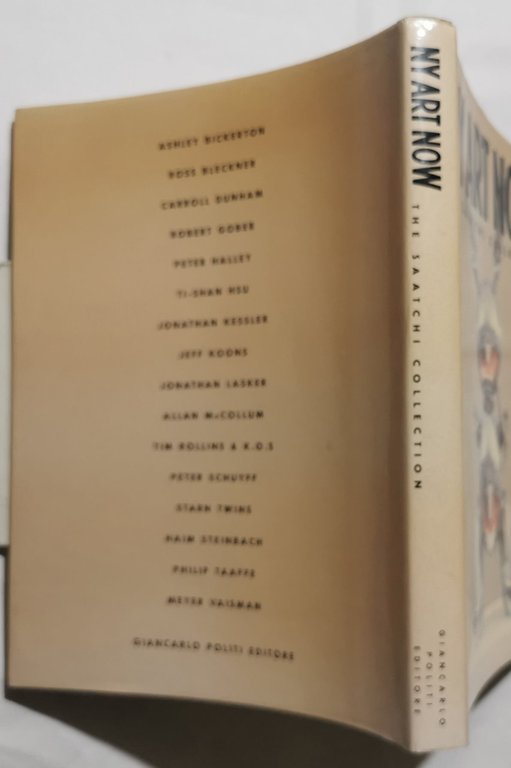 ASHLEY BICKERTON
ROSS BLECKNER
CARROLL DUNHAM
ROBERT GOBER
PETER HALLEY
TI-SHAN HSU
JONATHAN KESSLER
JEFF KOONS
JONATHAN LASKER
ALLAN McCOLLUM
TIM ROLLINS & K.O.S
PETER SCHUYFF
STARN TWINS
HAIM STEINBACH
PHILIP TAAFFE
MEYER VAISMAN
GIANCARLO POLITI EDITORE
NY ART NOW
THE SAATCHI COLLECTION
GIANCARLO
POLITI
EDITORE
ART NO